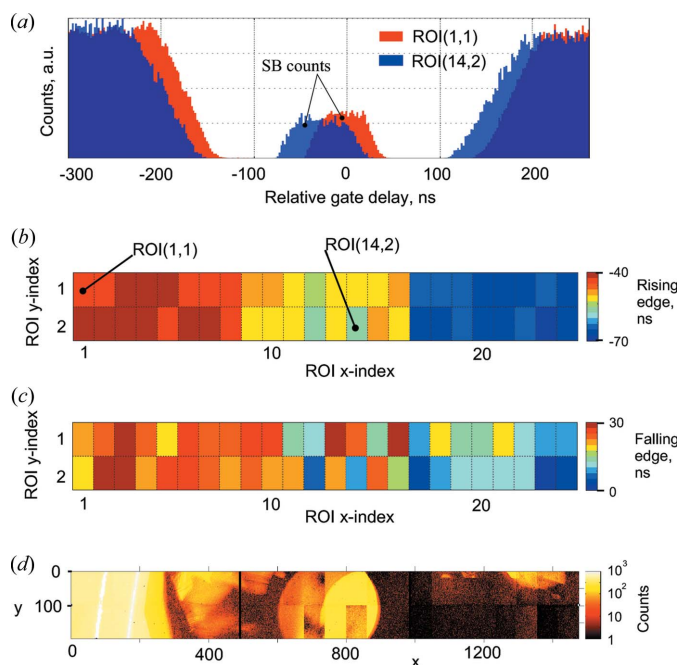 (a)
Counts, a.u.
SB counts
ROI(1,1)
ROI(14,2)
-300 -200 -100 0 100 200
Relative gate delay, ns
(b)
ROI(1,1)
ROI(14,2)
ROI y-index
1
2
1 10 20
ROI x-index
-40
-70
Rising edge, ns
(c)
ROI y-index
1
2
1 10 20
ROI x-index
30
0
Falling edge, ns
(d)
y
0
100
0 400 800 x 1200
10³
10²
10
1
Counts